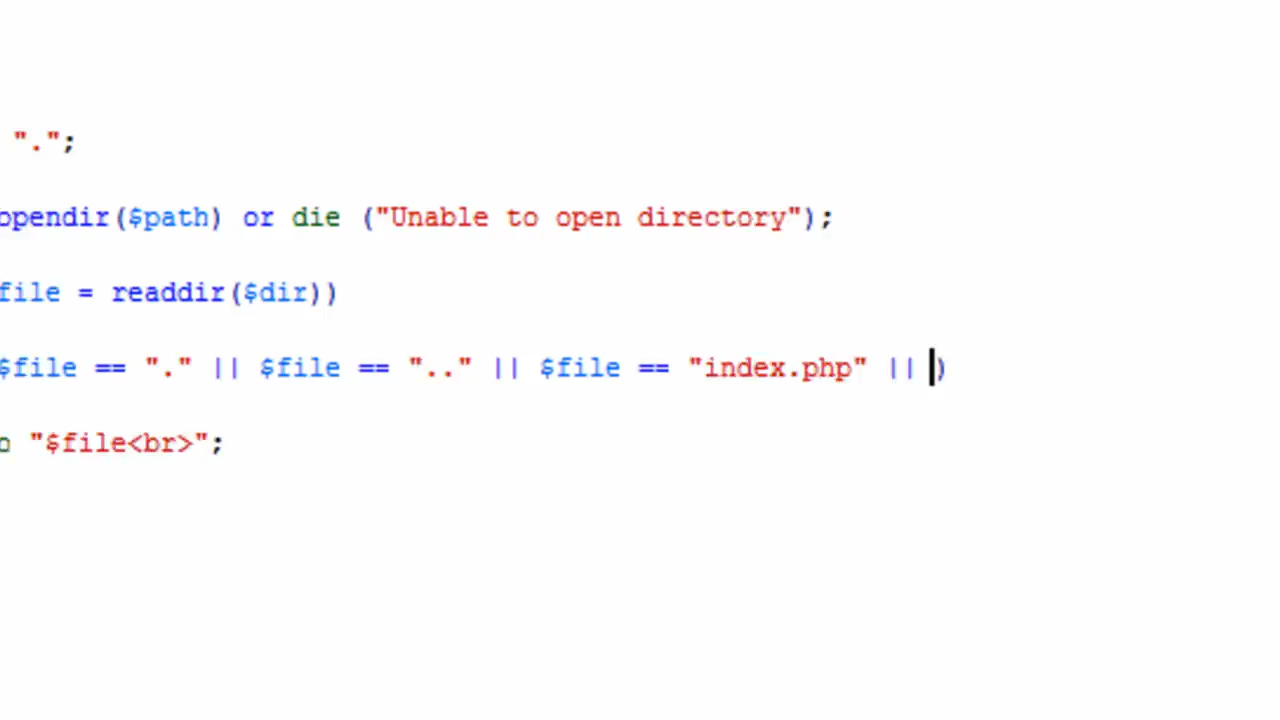 ".";
opendir($path) or die ("Unable to open directory");
file = readdir($dir))
$file == "." || $file == ".." || $file == "index.php" || )
o "$file<br>";